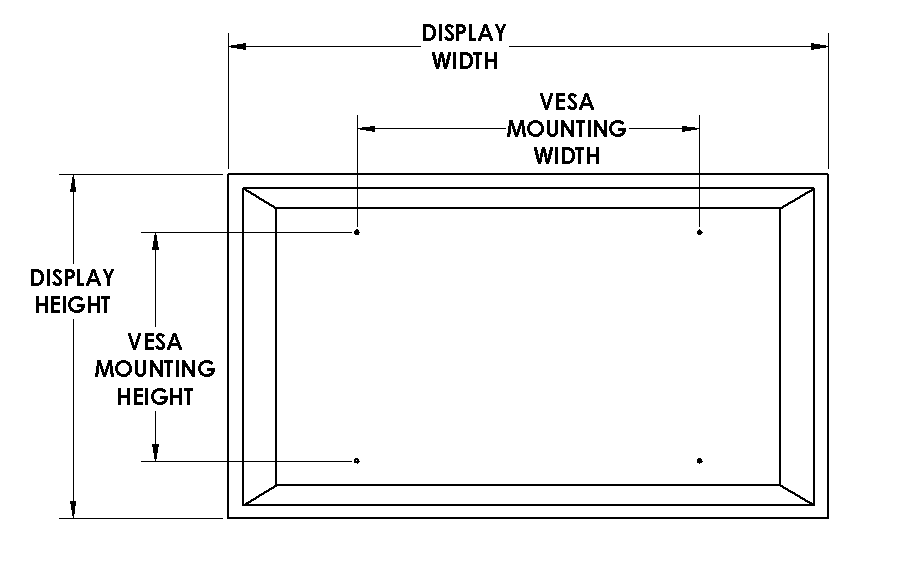 DISPLAY
WIDTH
VESA
MOUNTING
WIDTH
DISPLAY
HEIGHT
VESA
MOUNTING
HEIGHT